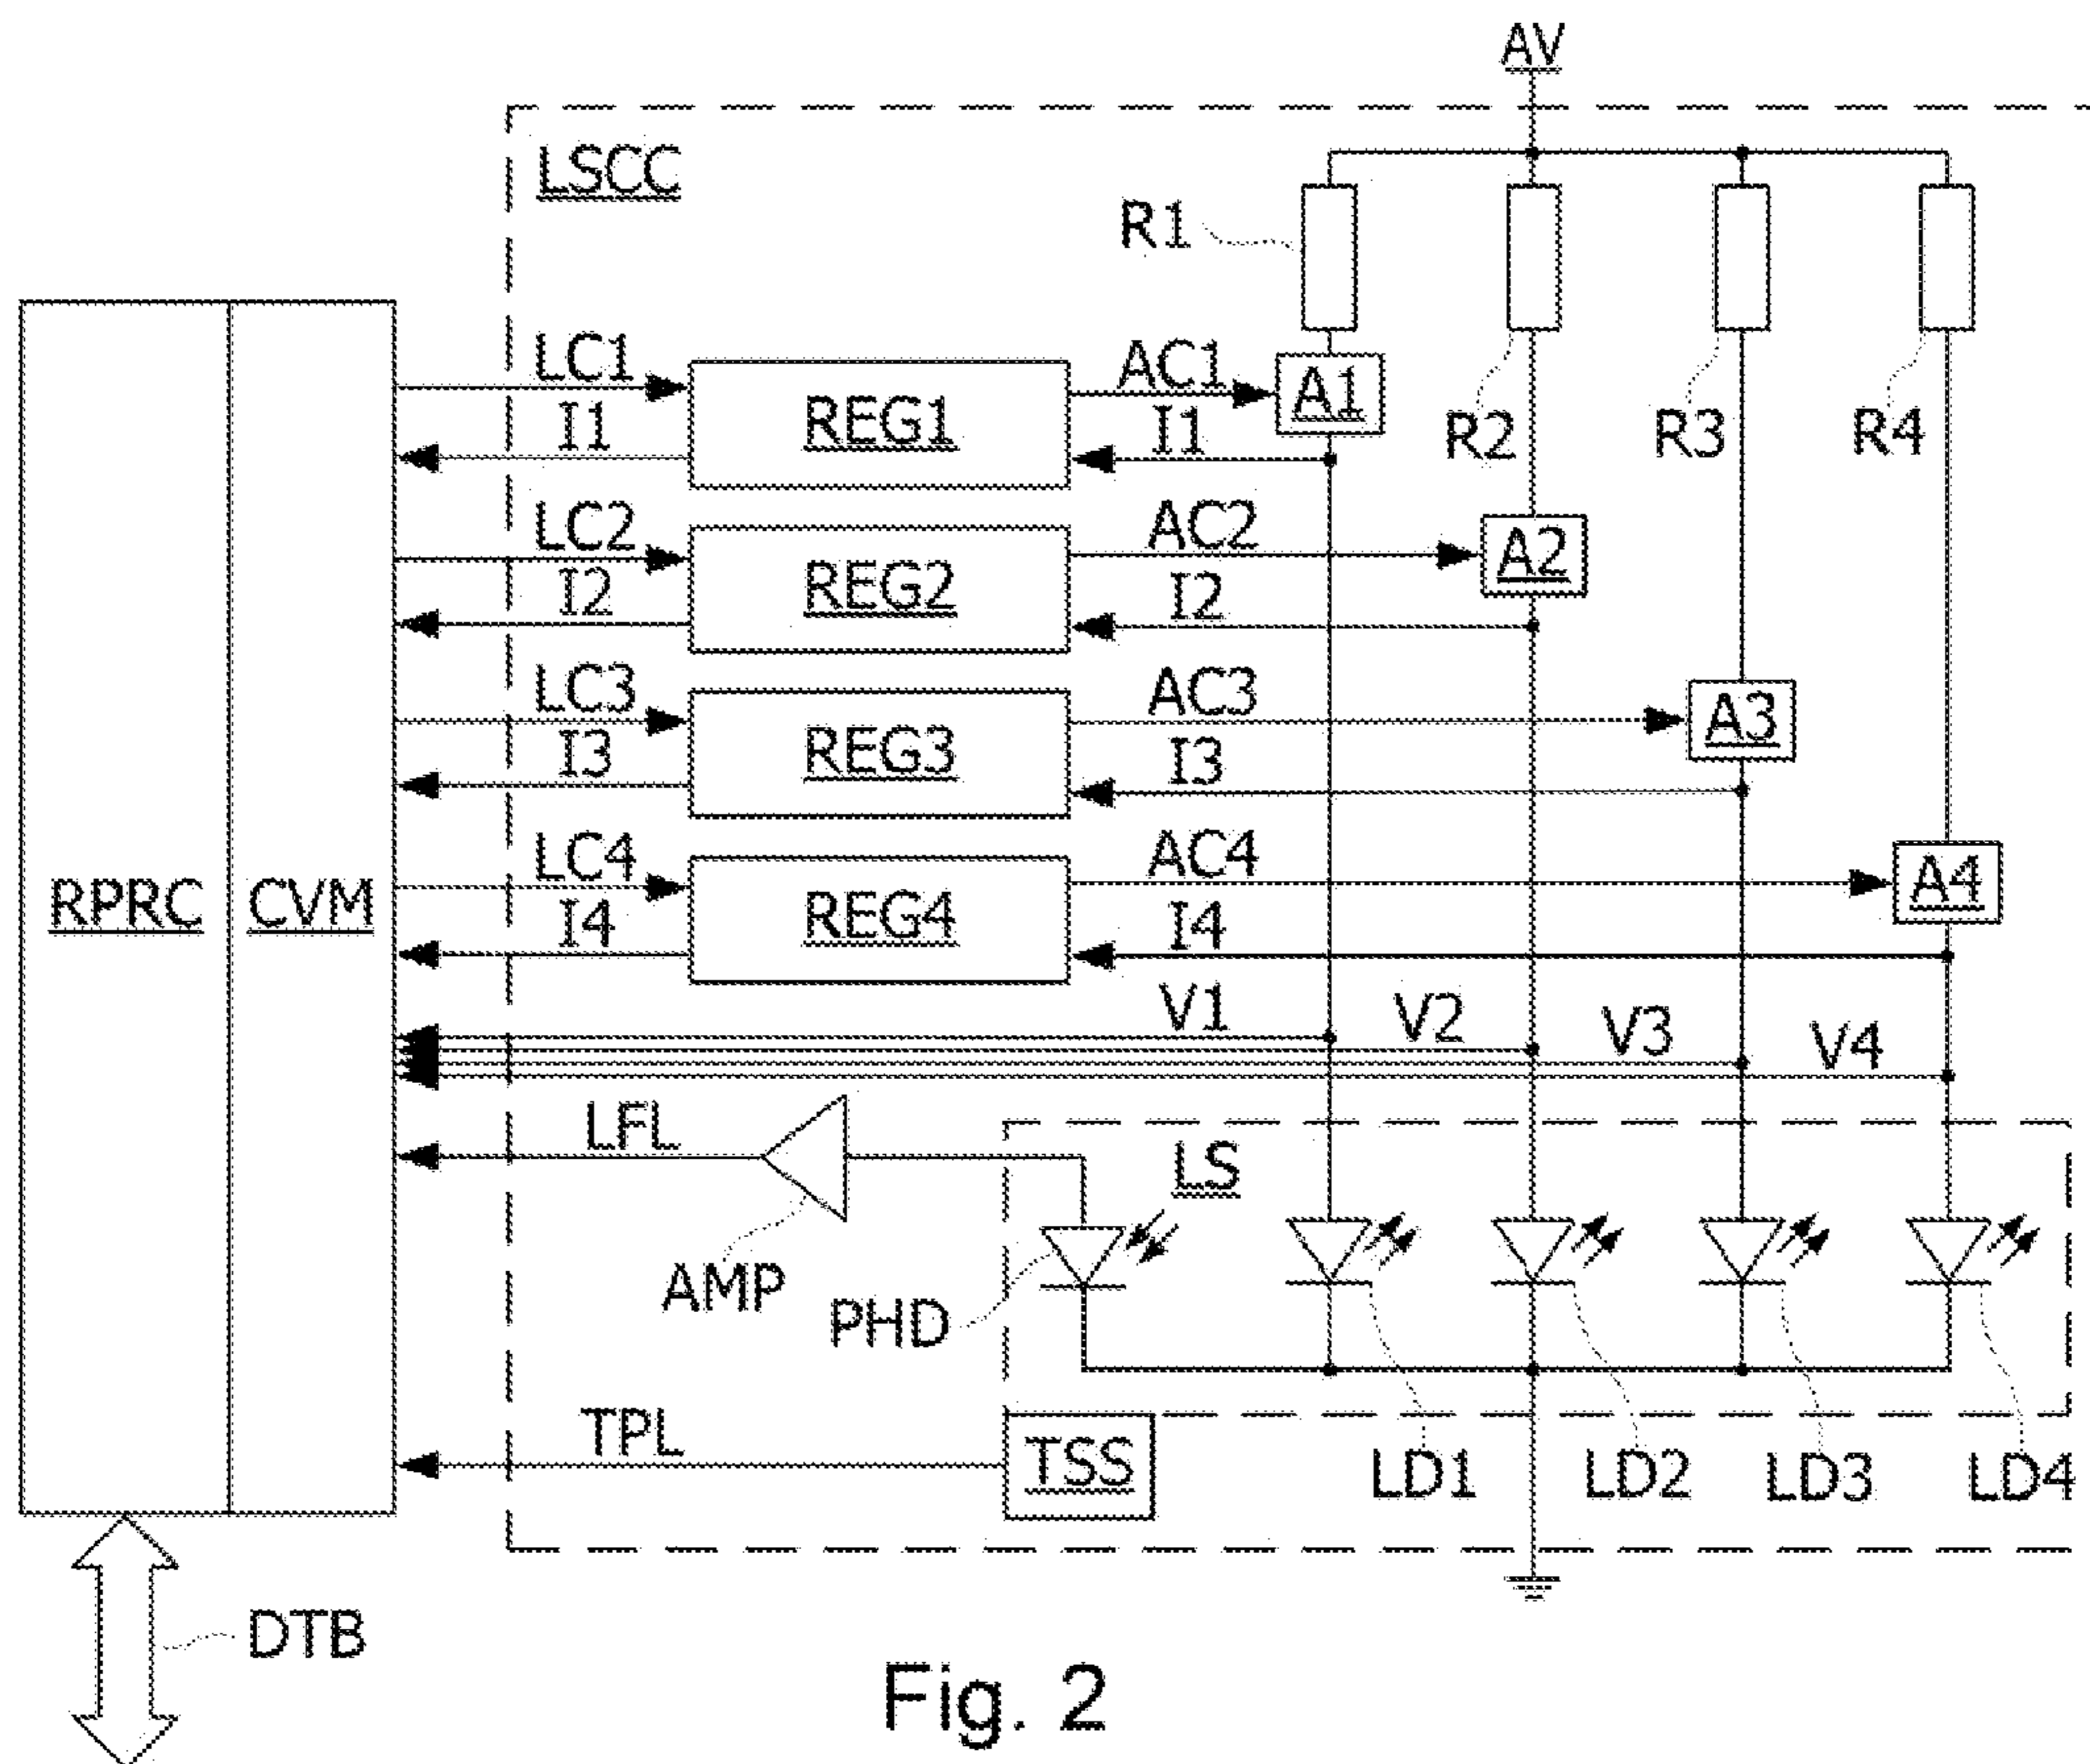 AV
LSCC
R1
LC1
AC1
A1
I1
REG1
I1
R2
R3
R4
LC2
AC2
A2
I2
REG2
I2
LC3
AC3
A3
I3
REG3
I3
LC4
AC4
A4
RPRC
CVM
I4
REG4
I4
V1
V2
V3
V4
LFL
LS
AMP
PHD
TPL
TSS
LD1
LD2
LD3
LD4
DTB
Fig. 2